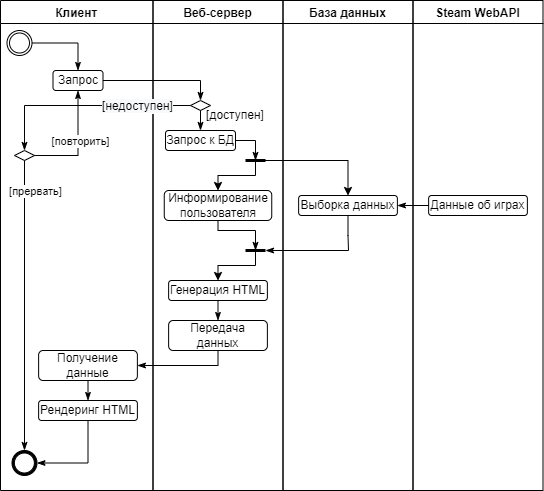 Клиент
Веб-сервер
База данных
Steam WebAPI
Запрос
[недоступен]
[доступен]
[повторить]
Запрос к БД
[прервать]
Информирование
пользователя
Выборка данных
Данные об играх
Генерация HTML
Передача
данных
Получение
данные
Рендеринг HTML